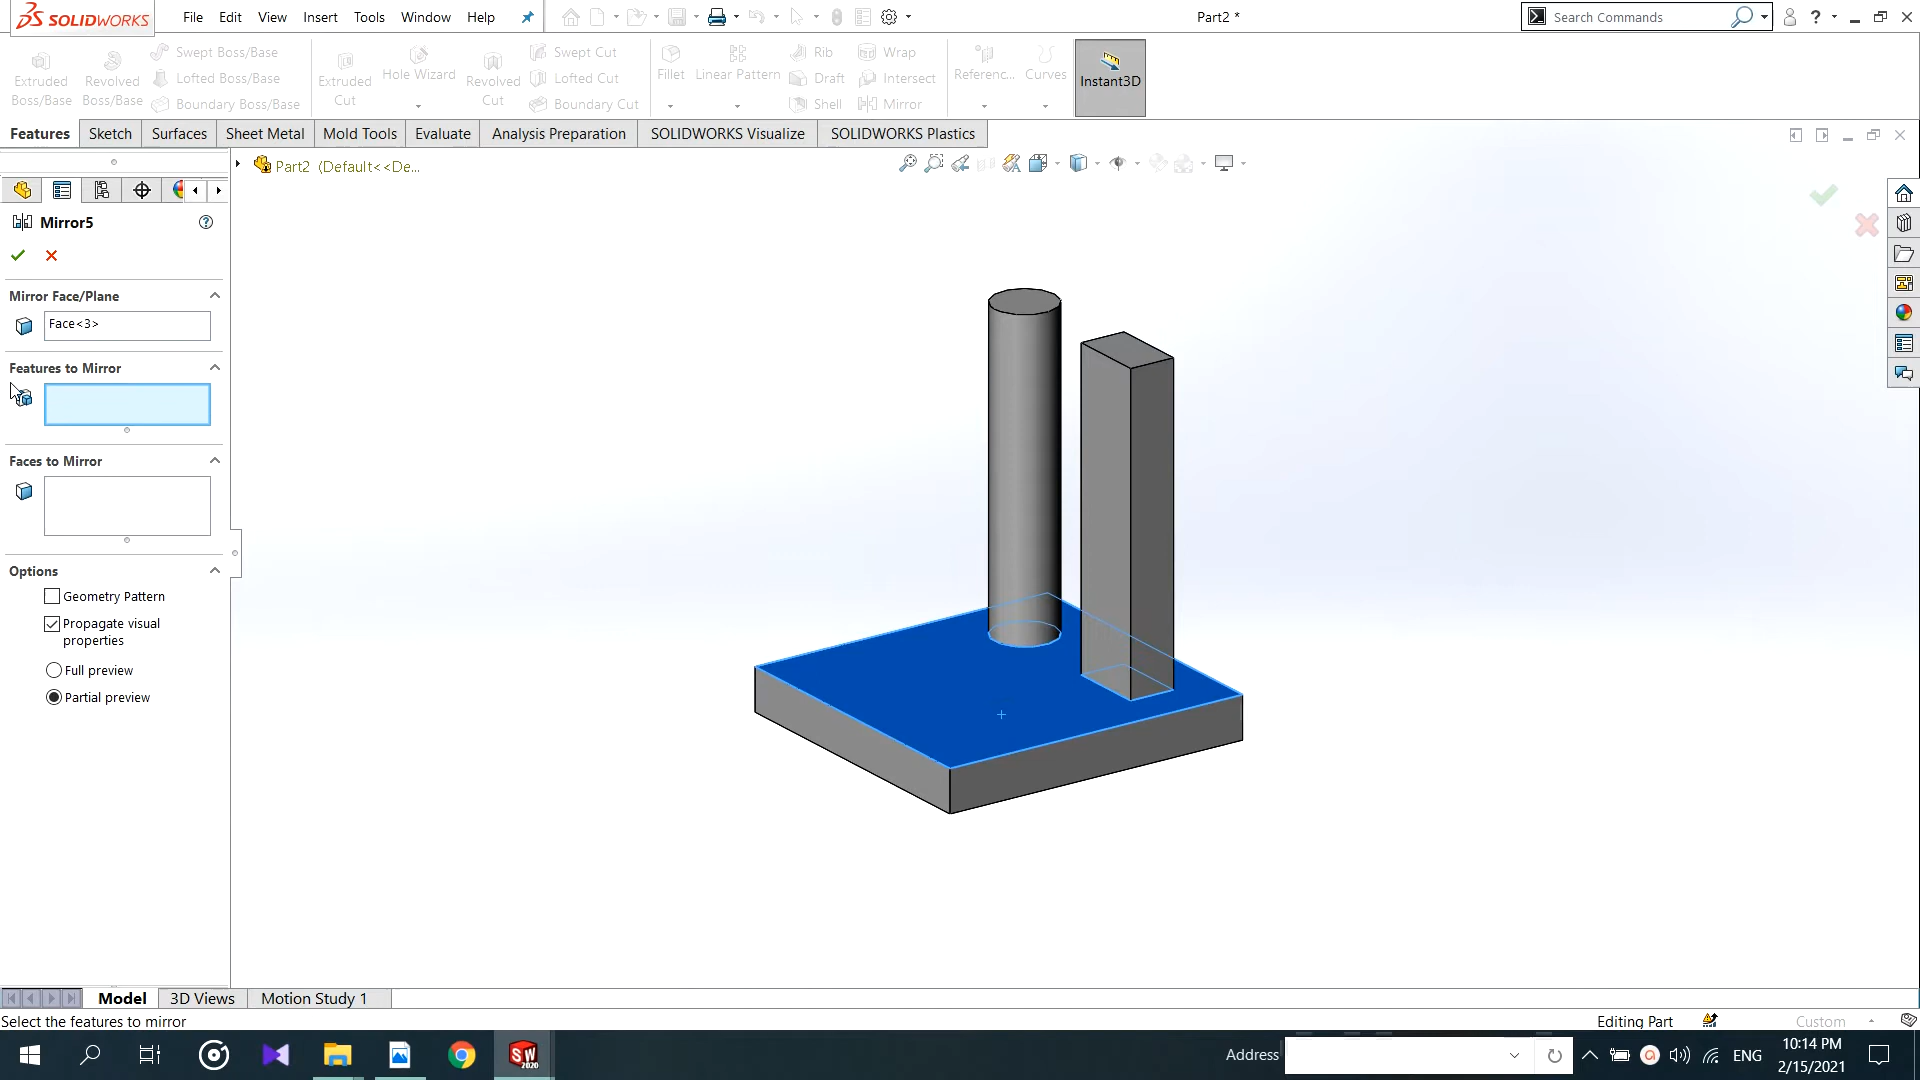 SOLIDWORKS
File Edit View Insert Tools Window Help
Part2 *
Search Commands
Extruded Boss/Base
Revolved Boss/Base
Swept Boss/Base
Lofted Boss/Base
Boundary Boss/Base
Extruded Cut
Hole Wizard
Revolved Cut
Swept Cut
Lofted Cut
Boundary Cut
Fillet
Linear Pattern
Rib
Draft
Shell
Wrap
Intersect
Mirror
Referenc...
Curves
Instant3D
Features Sketch Surfaces Sheet Metal Mold Tools Evaluate Analysis Preparation SOLIDWORKS Visualize SOLIDWORKS Plastics
Part2 (Default<<De...
Mirror5
Mirror Face/Plane
Face<3>
Features to Mirror
Faces to Mirror
Options
Geometry Pattern
Propagate visual
properties
Full preview
Partial preview
Model 3D Views Motion Study 1
Select the features to mirror
Editing Part
Custom
SW
2020
Address
ENG
10:14 PM
2/15/2021